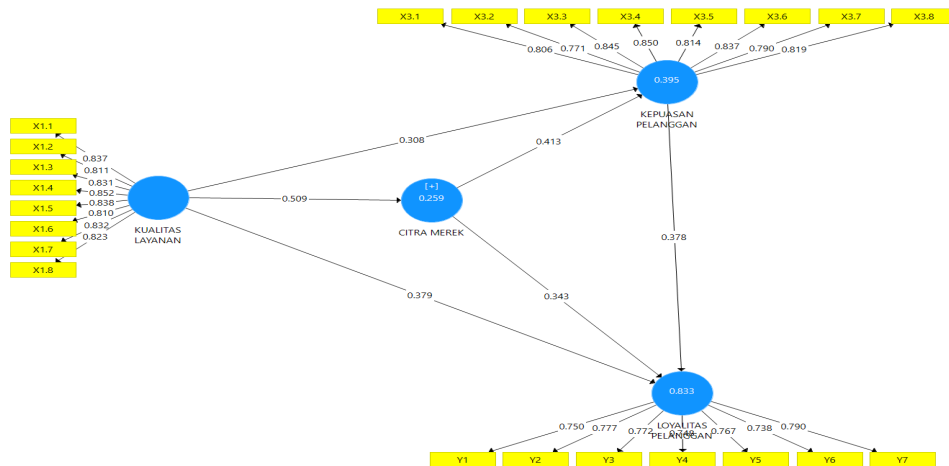 X3.1 X3.2 X3.3 X3.4 X3.5 X3.6 X3.7 X3.8
0.806 0.771 0.845 0.850 0.814 0.837 0.790 0.819
0.395
KEPUASAN
PELANGGAN
X1.1
X1.2
X1.3
X1.4
X1.5
X1.6
X1.7
X1.8
0.837
0.811
0.831
0.852
0.838
0.810
0.832
0.823
KUALITAS
LAYANAN
0.308
0.413
0.509
[+]
0.259
CITRA MEREK
0.378
0.379
0.343
0.833
LOYALITAS
PELANGGAN
0.750 0.777 0.772 0.767 0.738 0.790
Y1 Y2 Y3 Y4 Y5 Y6 Y7